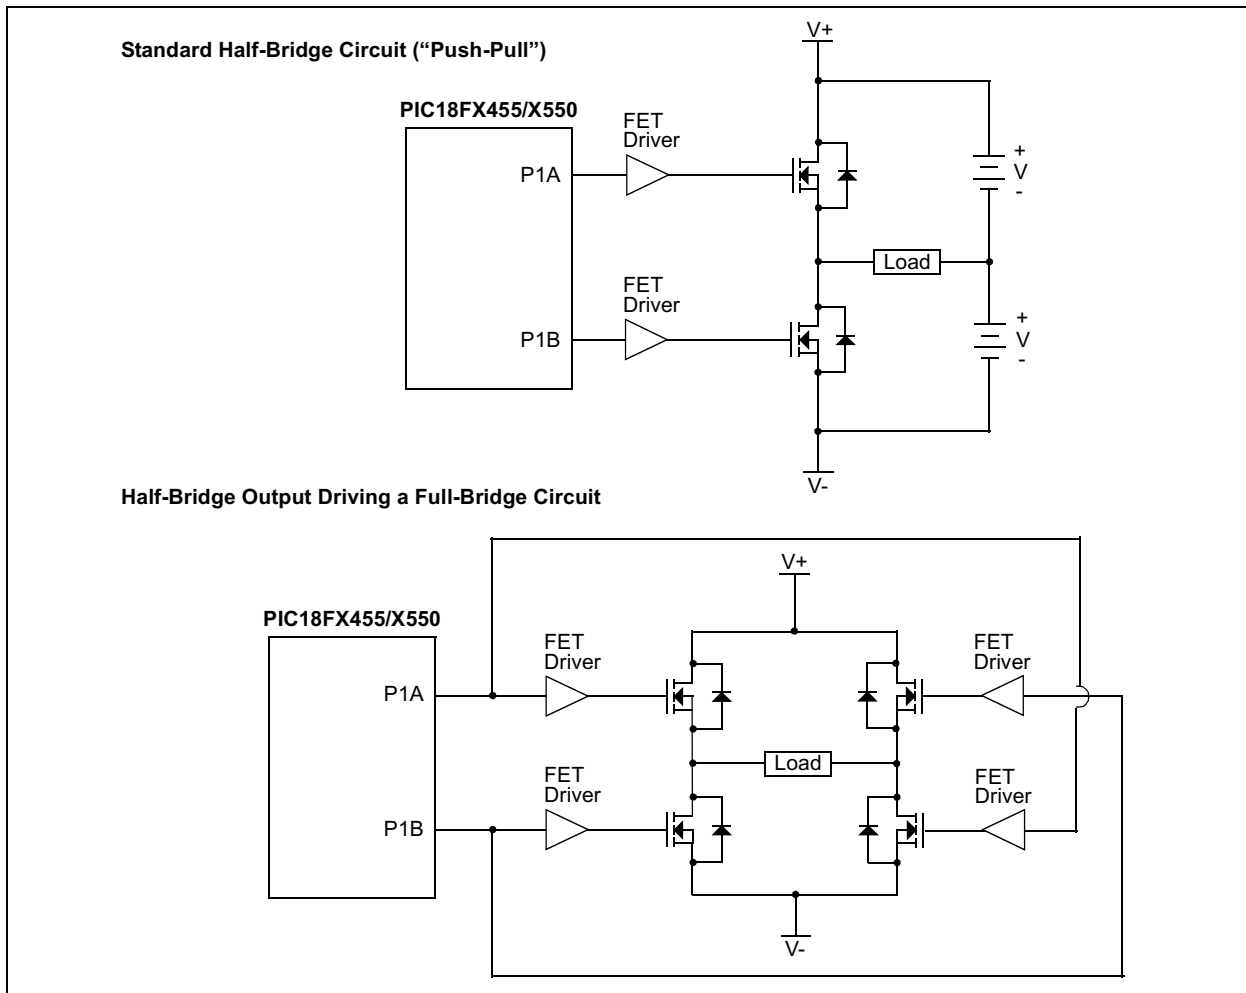 Standard Half-Bridge Circuit (“Push-Pull”)
V+
PIC18FX455/X550
FET
Driver
P1A
+
V
-
Load
FET
Driver
P1B
+
V
-
V-
Half-Bridge Output Driving a Full-Bridge Circuit
V+
PIC18FX455/X550
FET
Driver
FET
Driver
P1A
Load
FET
Driver
FET
Driver
P1B
V-